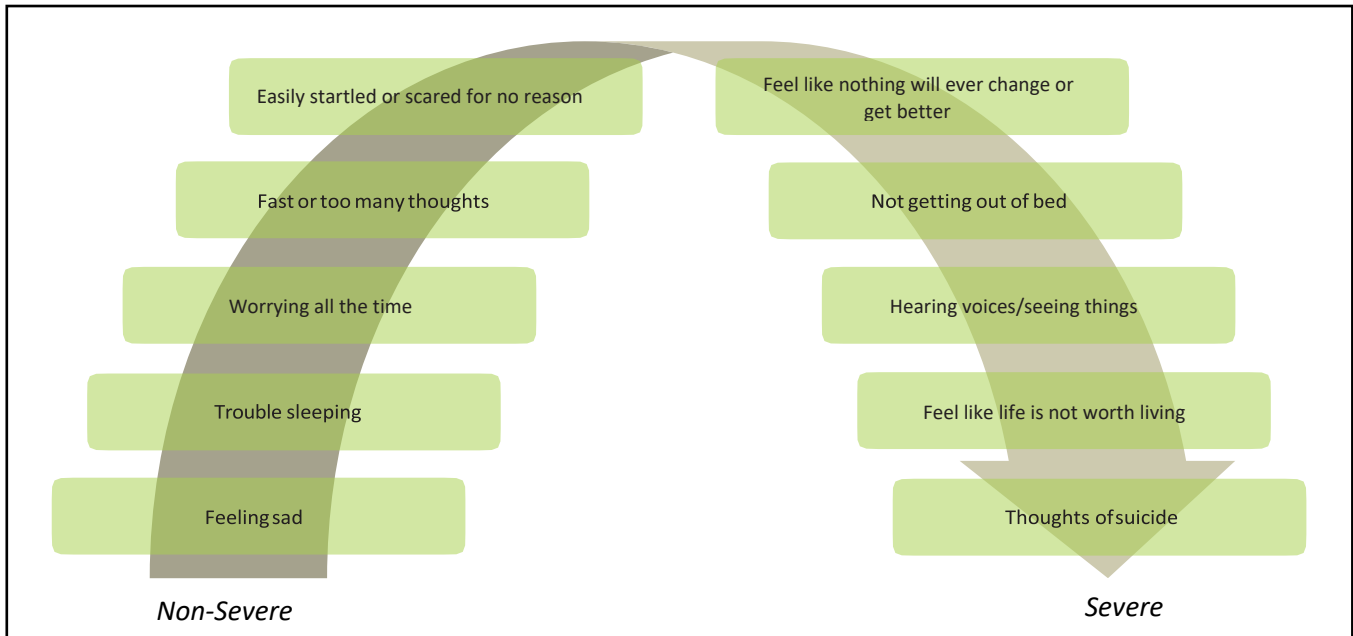 Easily startled or scared for no reason
Fast or too many thoughts
Worrying all the time
Trouble sleeping
Feeling sad
Non-Severe
Feel like nothing will ever change or
get better
Not getting out of bed
Hearing voices/seeing things
Feel like life is not worth living
Thoughts of suicide
Severe